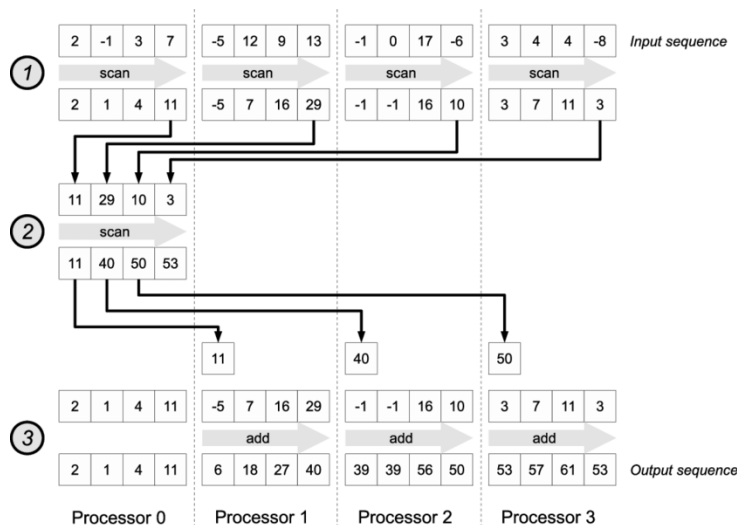 2 -1 3 7 -5 12 9 13 -1 0 17 -6 3 4 4 -8 Input sequence
1 scan scan scan scan
2 1 4 11 -5 7 16 29 -1 -1 16 10 3 7 11 3
11 29 10 3
2 scan
11 40 50 53
11 40 50
2 1 4 11 -5 7 16 29 -1 -1 16 10 3 7 11 3
3 add add add
2 1 4 11 6 18 27 40 39 39 56 50 53 57 61 53 Output sequence
Processor 0 Processor 1 Processor 2 Processor 3